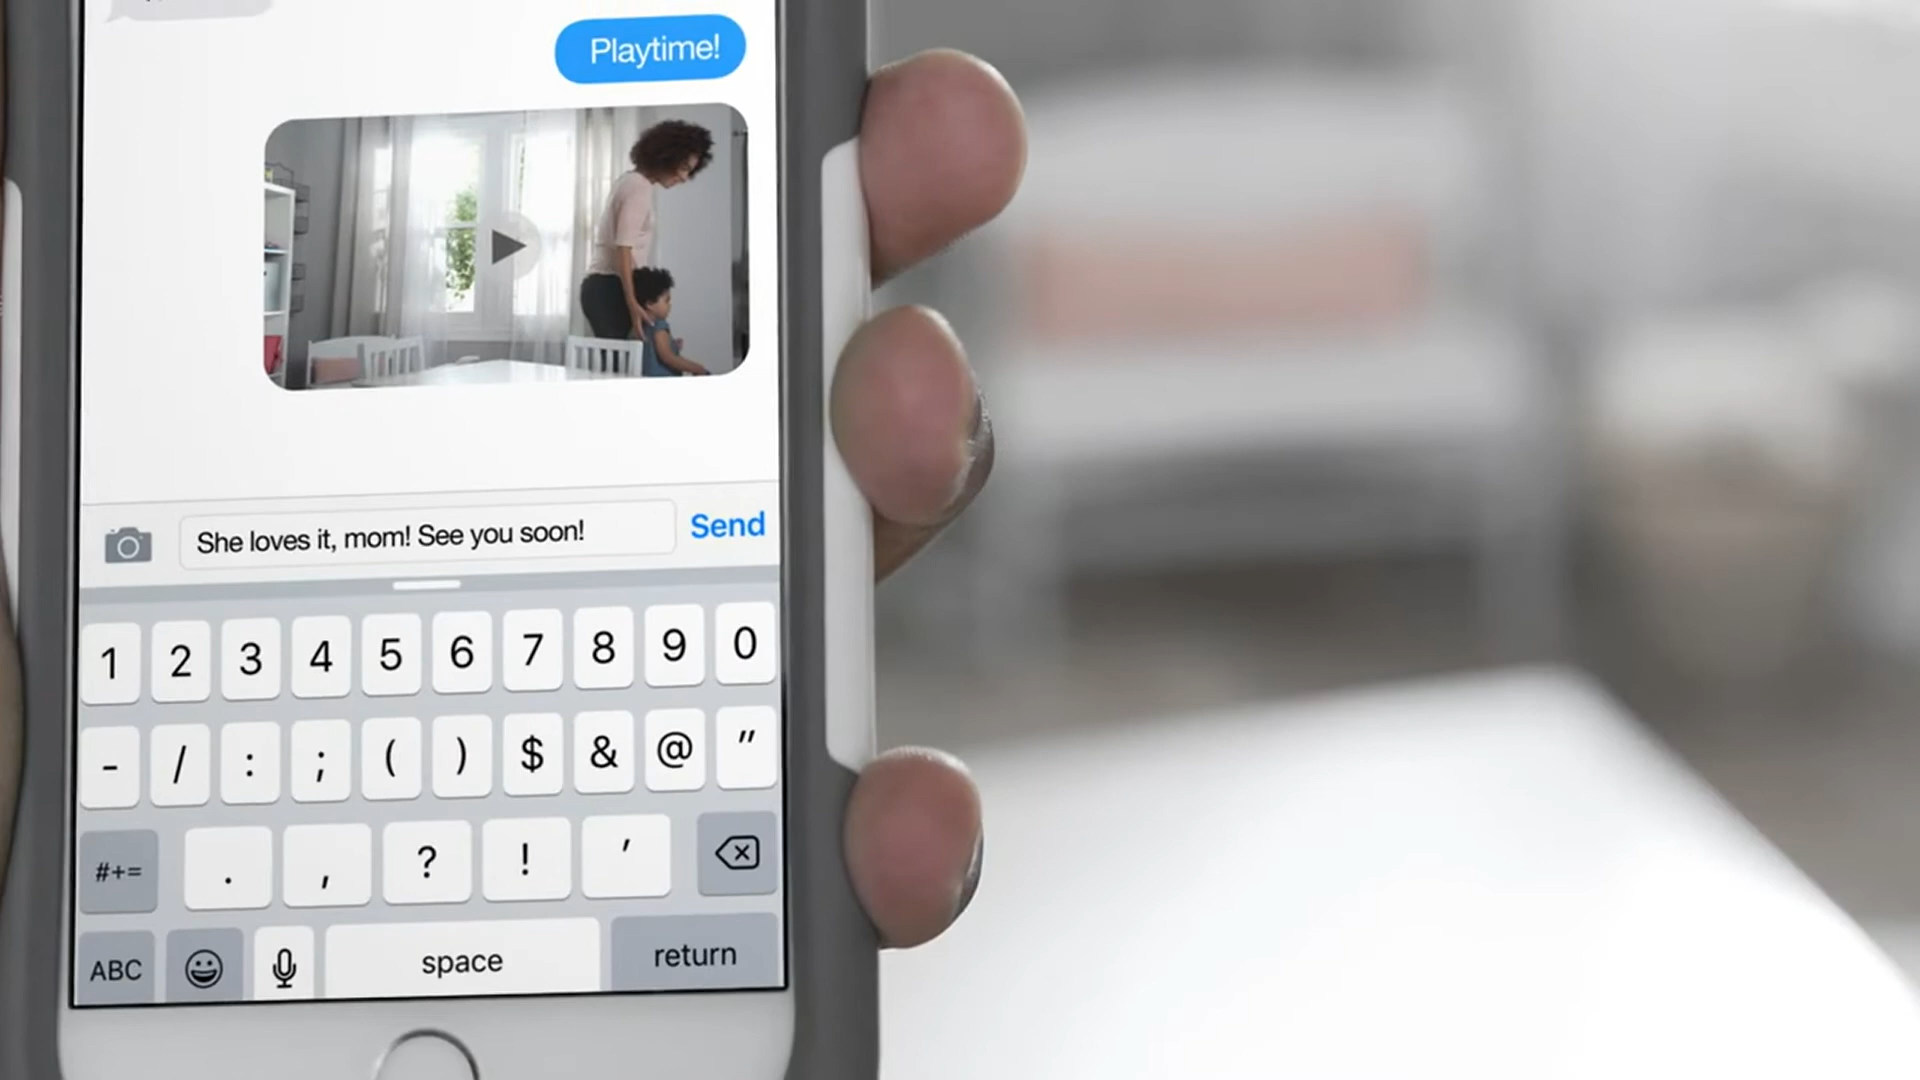 Playtime!
She loves it, mom! See you soon!
Send
1 2 3 4 5 6 7 8 9 0
- / : ; ( ) $ & @ "
#+= . , ? ! '
ABC space return